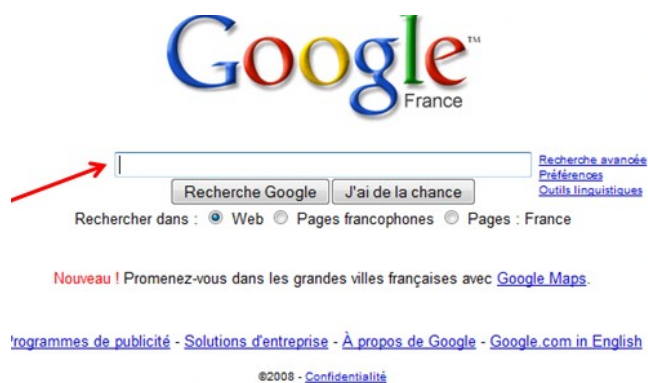 Google™
France
Recherche avancée
Préférences
Outils linguistiques
Recherche Google J'ai de la chance
Rechercher dans : Web Pages francophones Pages : France
Nouveau ! Promenez-vous dans les grandes villes françaises avec Google Maps.
rogrammes de publicité - Solutions d'entreprise - À propos de Google - Google.com in English
©2008 - Confidentialité